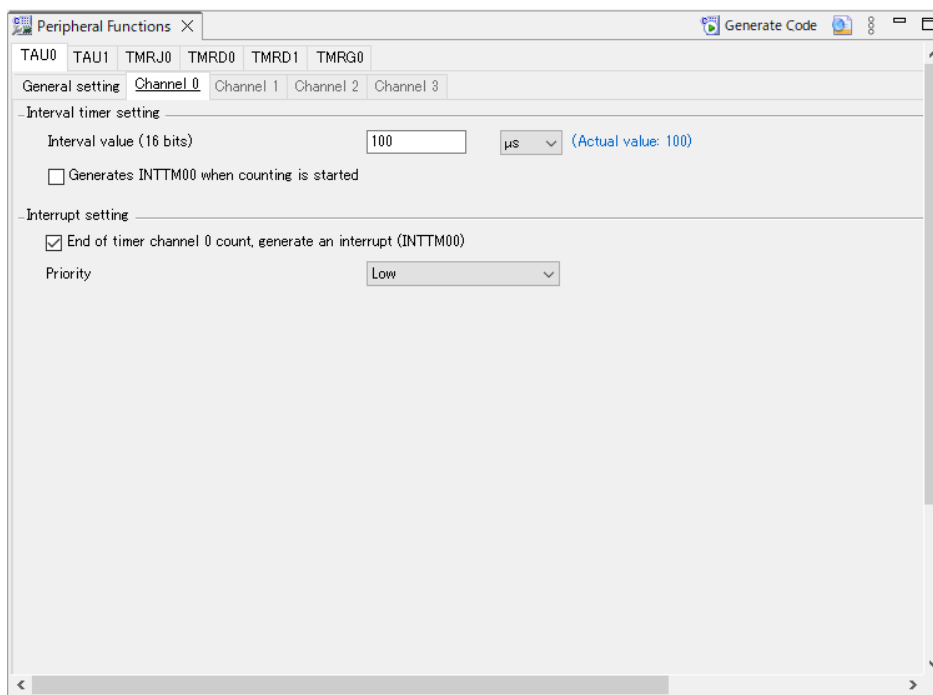 Peripheral Functions Generate Code
TAU0 TAU1 TMRJ0 TMRD0 TMRD1 TMRG0
General setting Channel 0 Channel 1 Channel 2 Channel 3
Interval timer setting
Interval value (16 bits) 100 µs (Actual value: 100)
Generates INTTM00 when counting is started
Interrupt setting
End of timer channel 0 count, generate an interrupt (INTTM00)
Priority Low